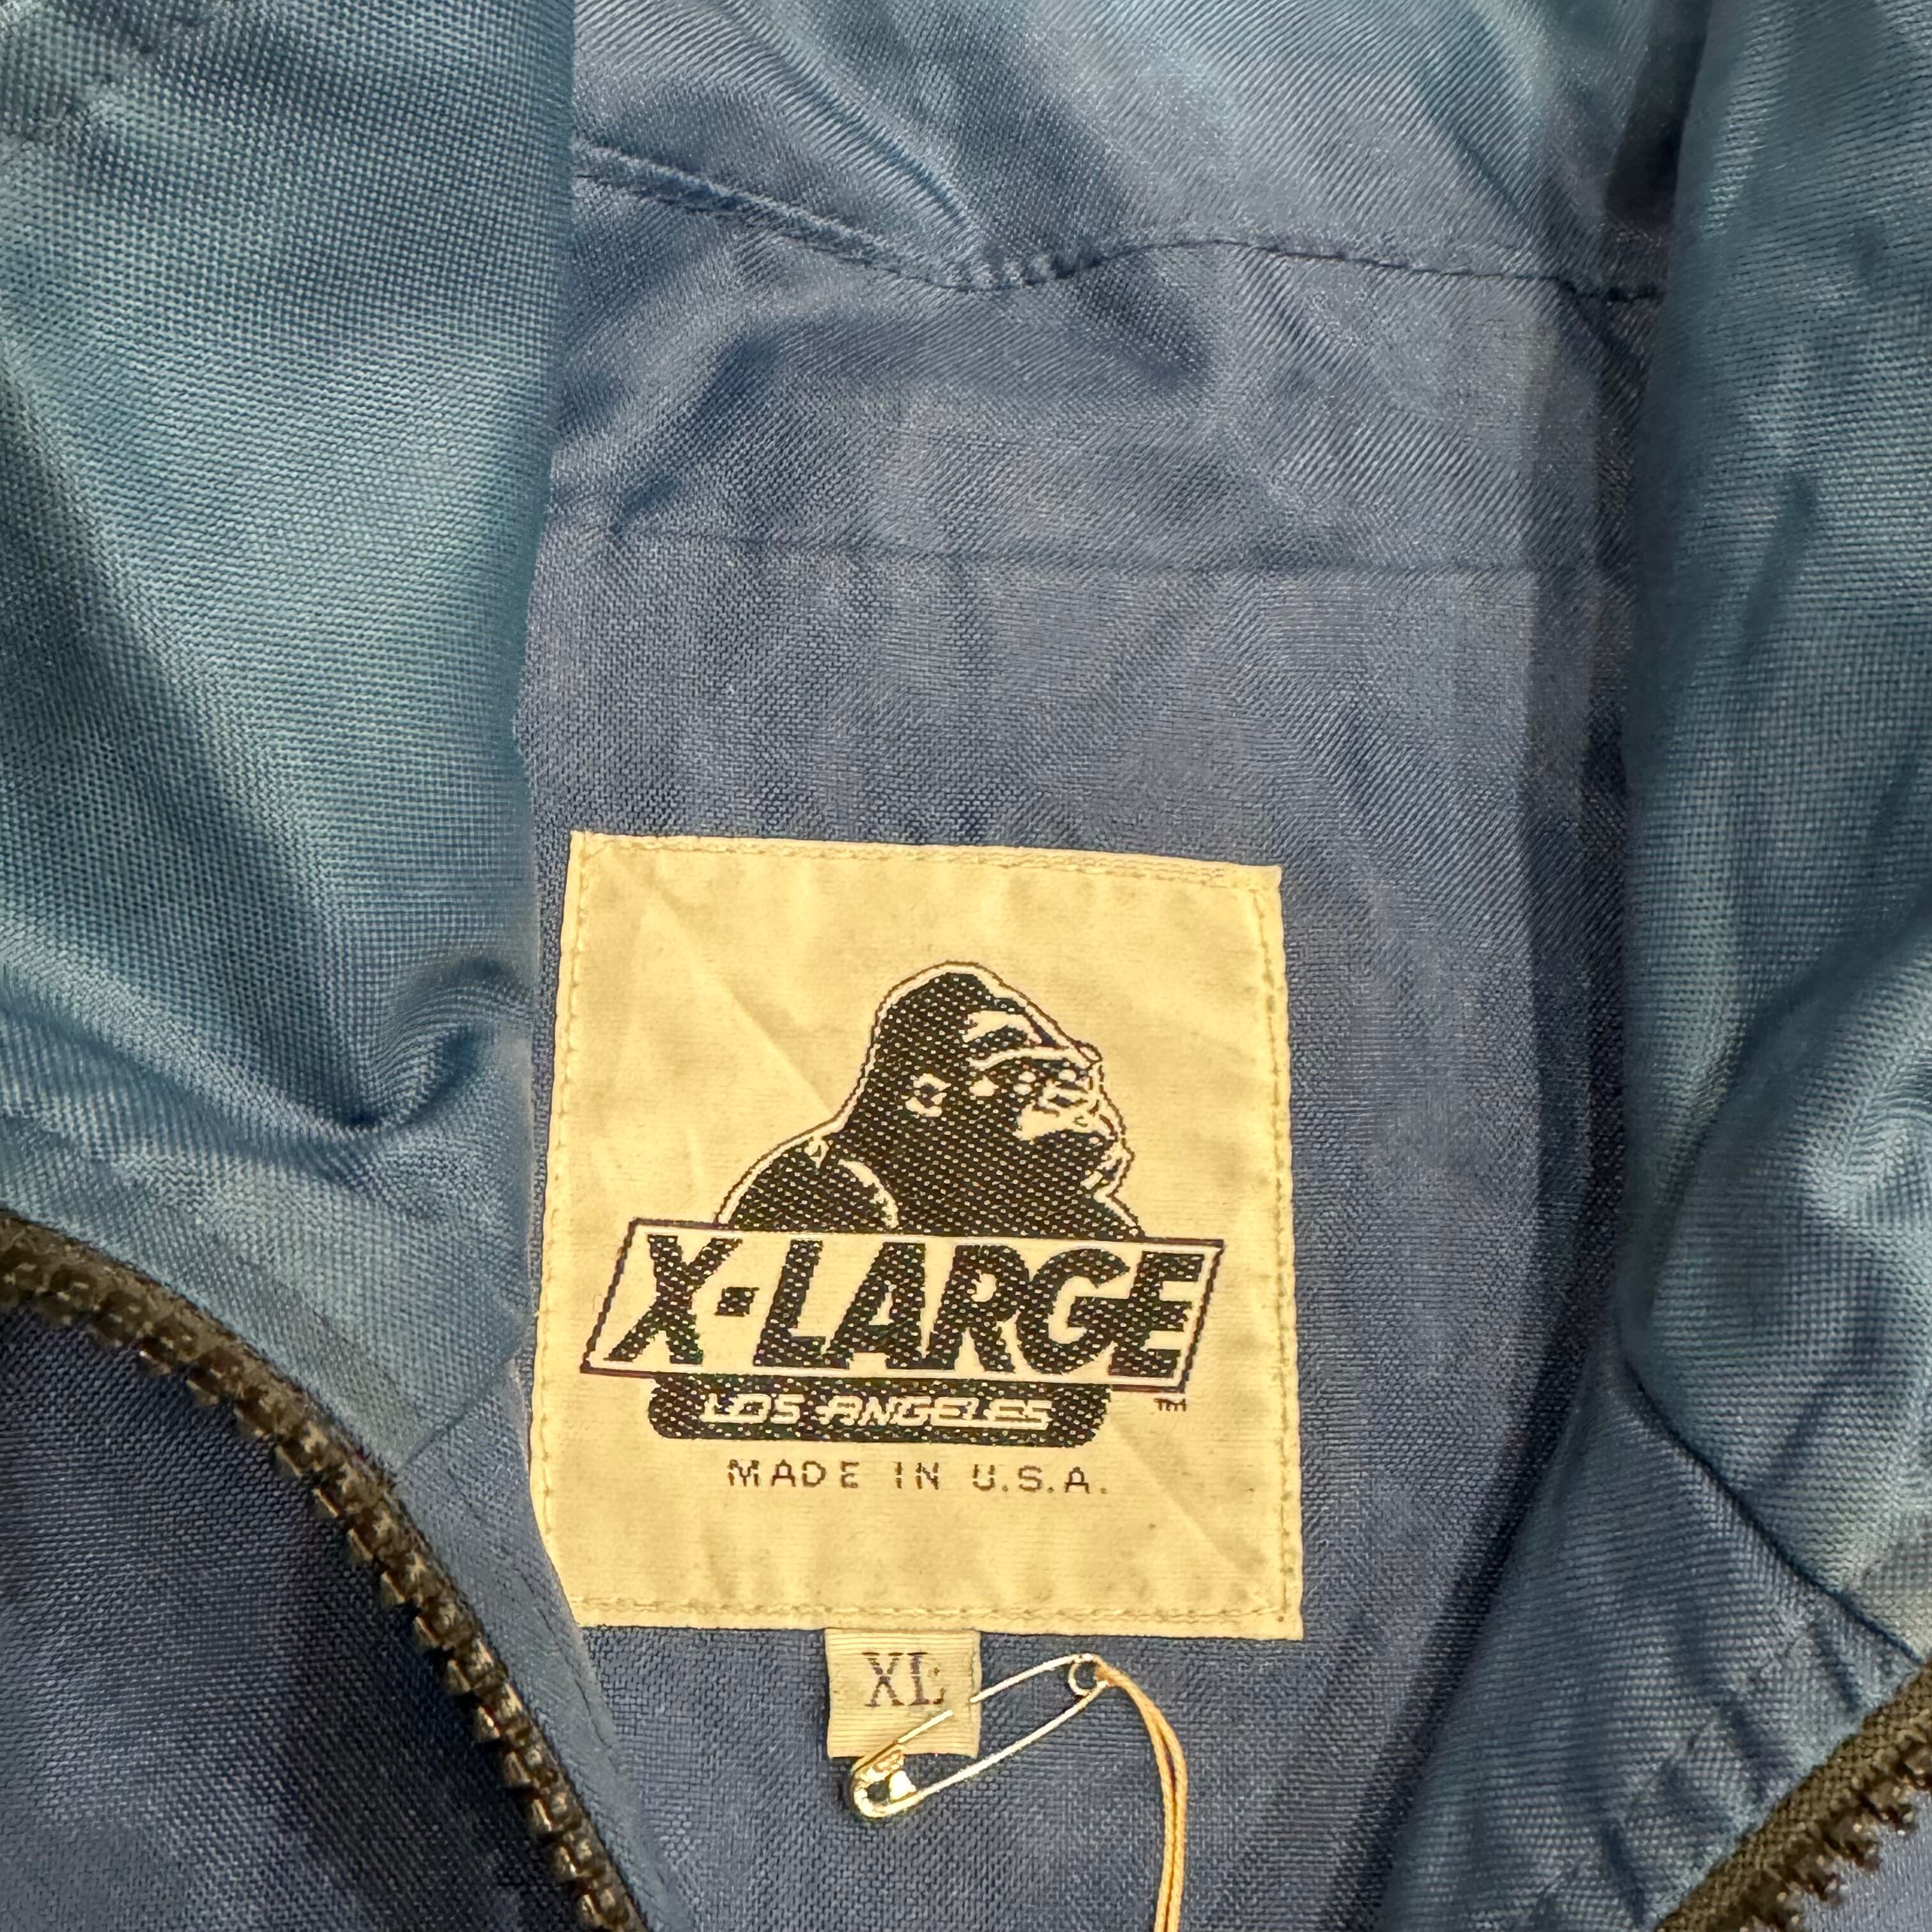 X-LARGE
LOS ANGELES
TM
MADE IN U.S.A.
XL